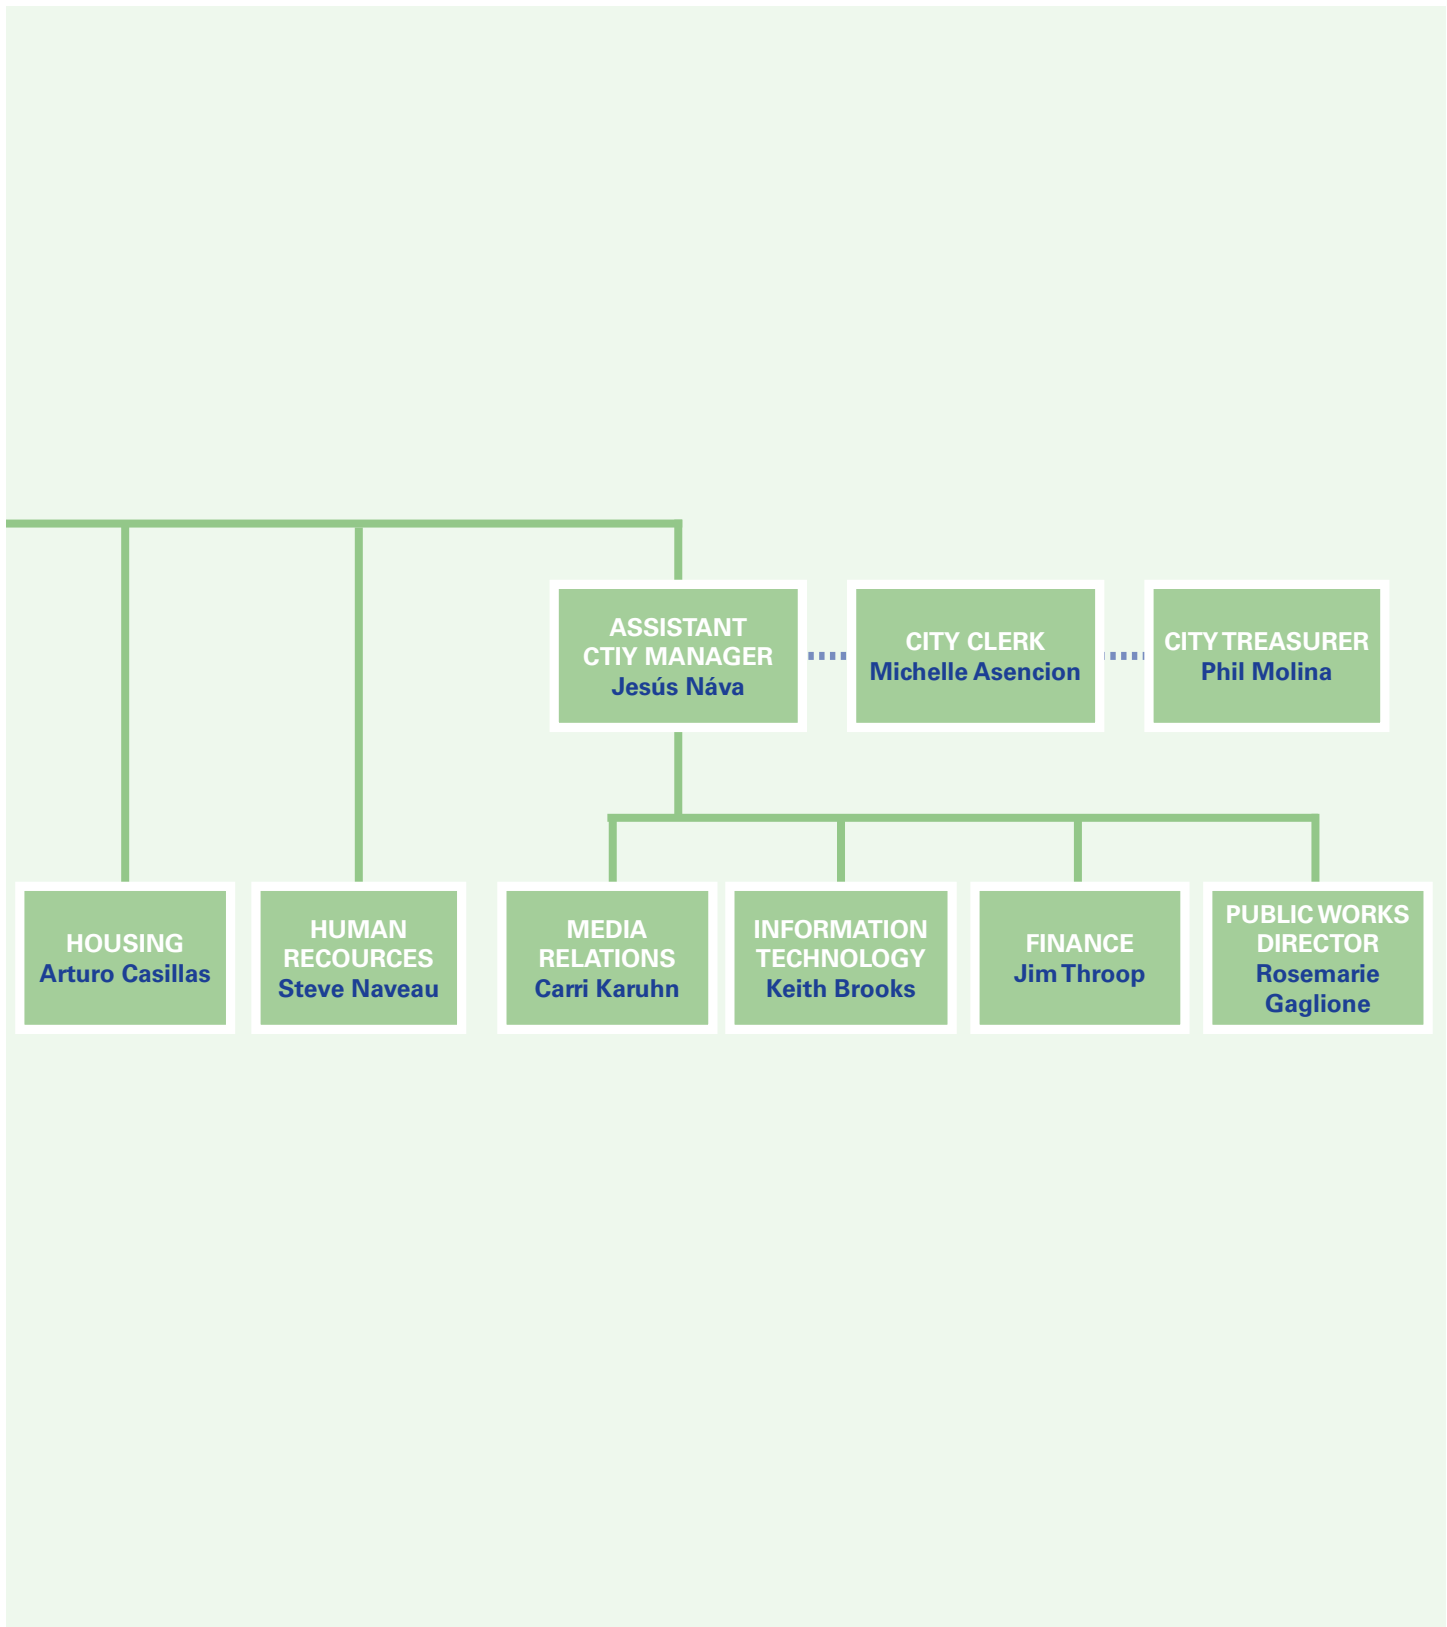 ASSISTANT
CTIY MANAGER
Jesús Náva
CITY CLERK
Michelle Asencion
CITY TREASURER
Phil Molina
HOUSING
Arturo Casillas
HUMAN
RECOURCES
Steve Naveau
MEDIA
RELATIONS
Carri Karuhn
INFORMATION
TECHNOLOGY
Keith Brooks
FINANCE
Jim Throop
PUBLIC WORKS
DIRECTOR
Rosemarie
Gaglione